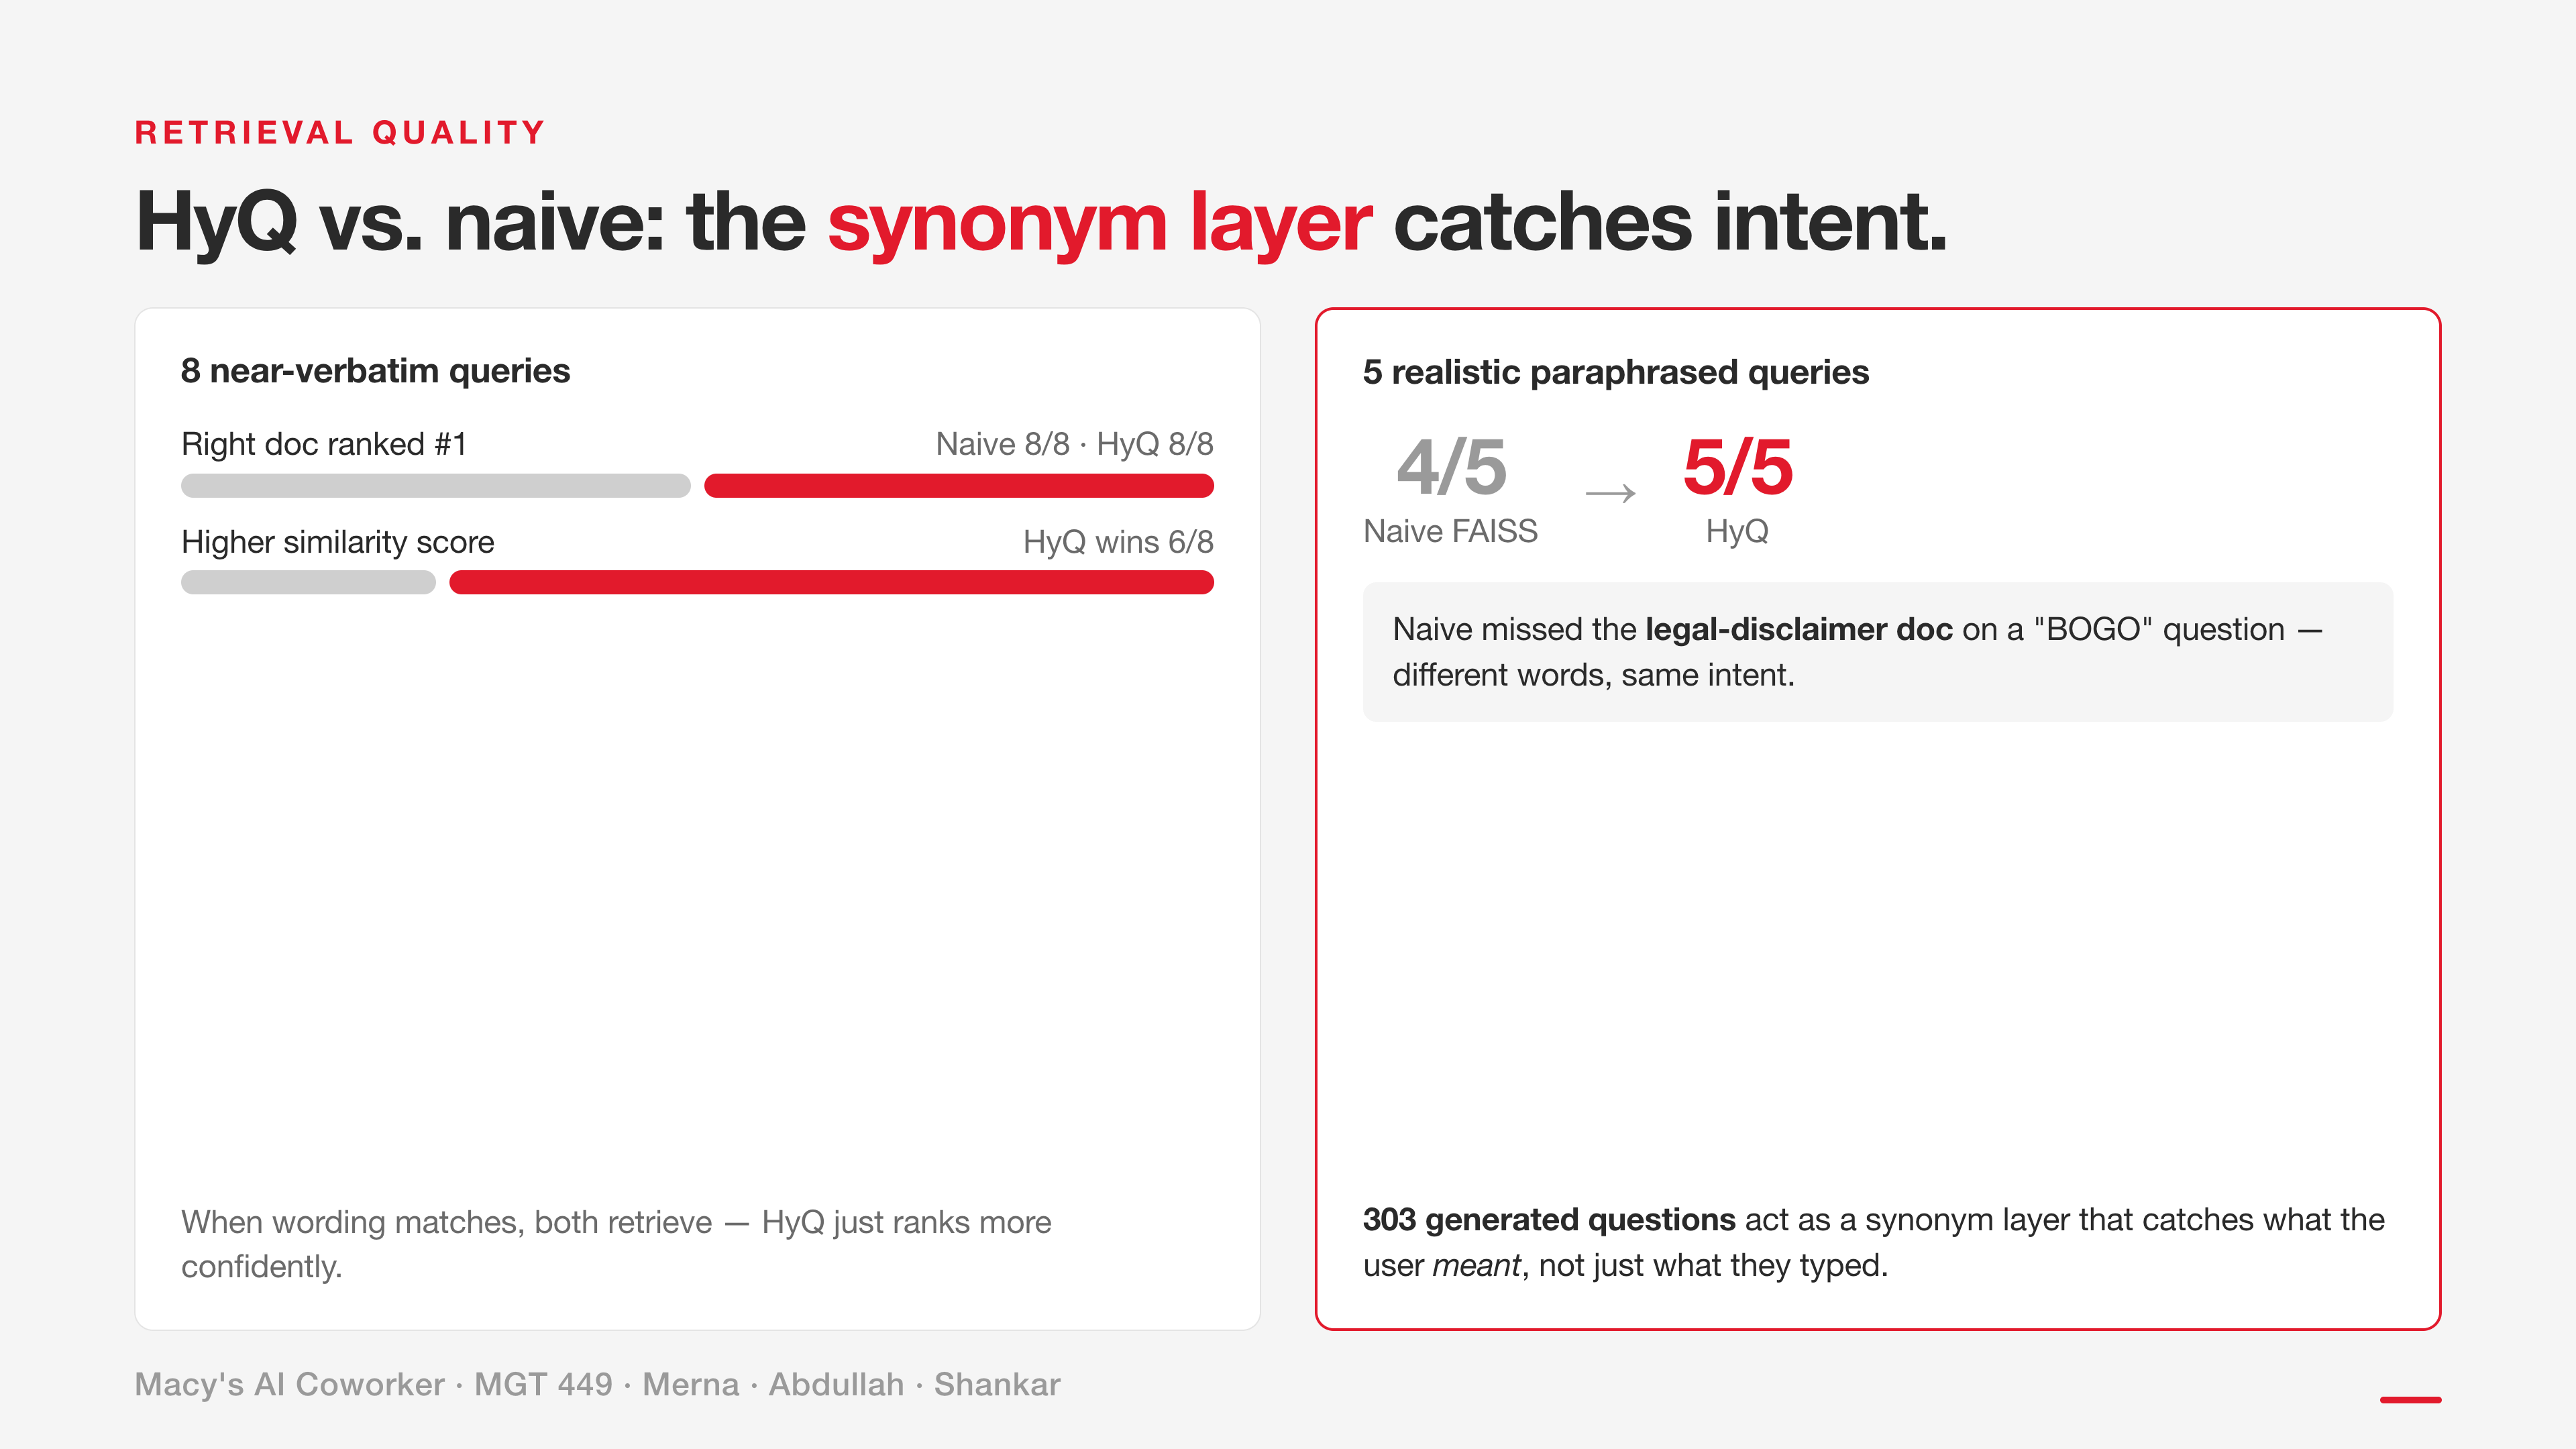 RETRIEVAL QUALITY
HyQ vs. naive: the synonym layer catches intent.
8 near-verbatim queries
Right doc ranked #1
Naive 8/8 · HyQ 8/8
Higher similarity score
HyQ wins 6/8
When wording matches, both retrieve — HyQ just ranks more
confidently.
5 realistic paraphrased queries
4/5 → 5/5
Naive FAISS HyQ
Naive missed the legal-disclaimer doc on a "BOGO" question —
different words, same intent.
303 generated questions act as a synonym layer that catches what the
user meant, not just what they typed.
Macy's AI Coworker · MGT 449 · Merna · Abdullah · Shankar